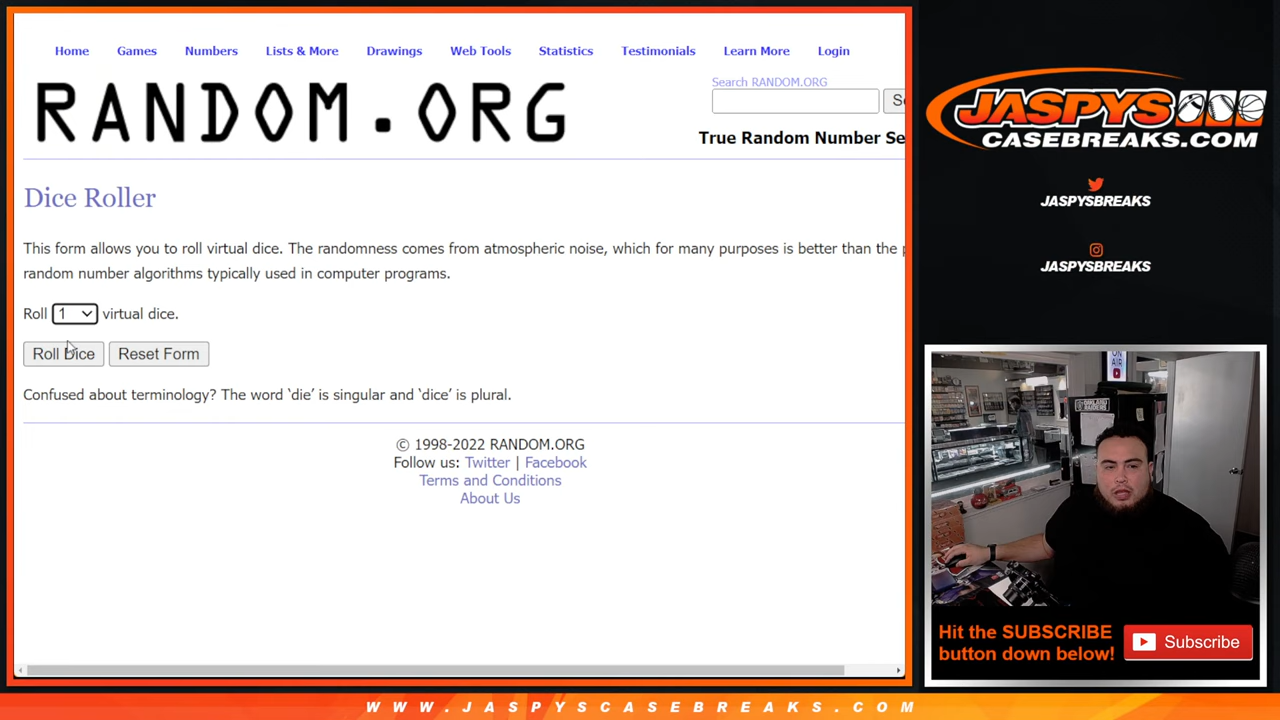 Home Games Numbers Lists & More Drawings Web Tools Statistics Testimonials Learn More Login
RANDOM.ORG
Search RANDOM.ORG
True Random Number Se
Dice Roller
This form allows you to roll virtual dice. The randomness comes from atmospheric noise, which for many purposes is better than the
random number algorithms typically used in computer programs.
Roll 1 virtual dice.
Roll Dice Reset Form
Confused about terminology? The word ‘die’ is singular and ‘dice’ is plural.
© 1998-2022 RANDOM.ORG
Follow us: Twitter | Facebook
Terms and Conditions
About Us
JASPYS
CASEBREAKS.COM
JASPYSBREAKS
JASPYSBREAKS
ON
AIR
Hit the SUBSCRIBE
button down below!
Subscribe
WWW.JASPYSCASEBREAKS.COM